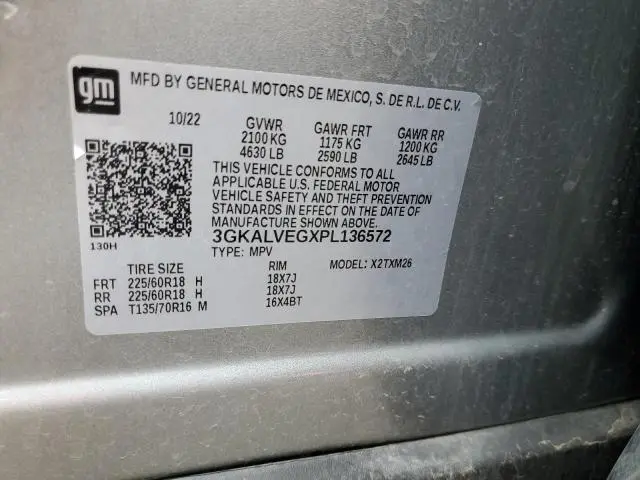 gm MFD BY GENERAL MOTORS DE MEXICO, S. DE R.L. DE C.V.
10/22 GVWR GAWR FRT GAWR RR
2100 KG 1175 KG 1200 KG
4630 LB 2590 LB 2645 LB
THIS VEHICLE CONFORMS TO ALL
APPLICABLE U.S. FEDERAL MOTOR
VEHICLE SAFETY AND THEFT PREVENTION
STANDARDS IN EFFECT ON THE DATE OF
MANUFACTURE SHOWN ABOVE.
130H 3GKALVEGXPL136572
TYPE: MPV MODEL: X2TXM26
TIRE SIZE RIM
FRT 225/60R18 H 18X7J
RR 225/60R18 H 18X7J
SPA T135/70R16 M 16X4BT